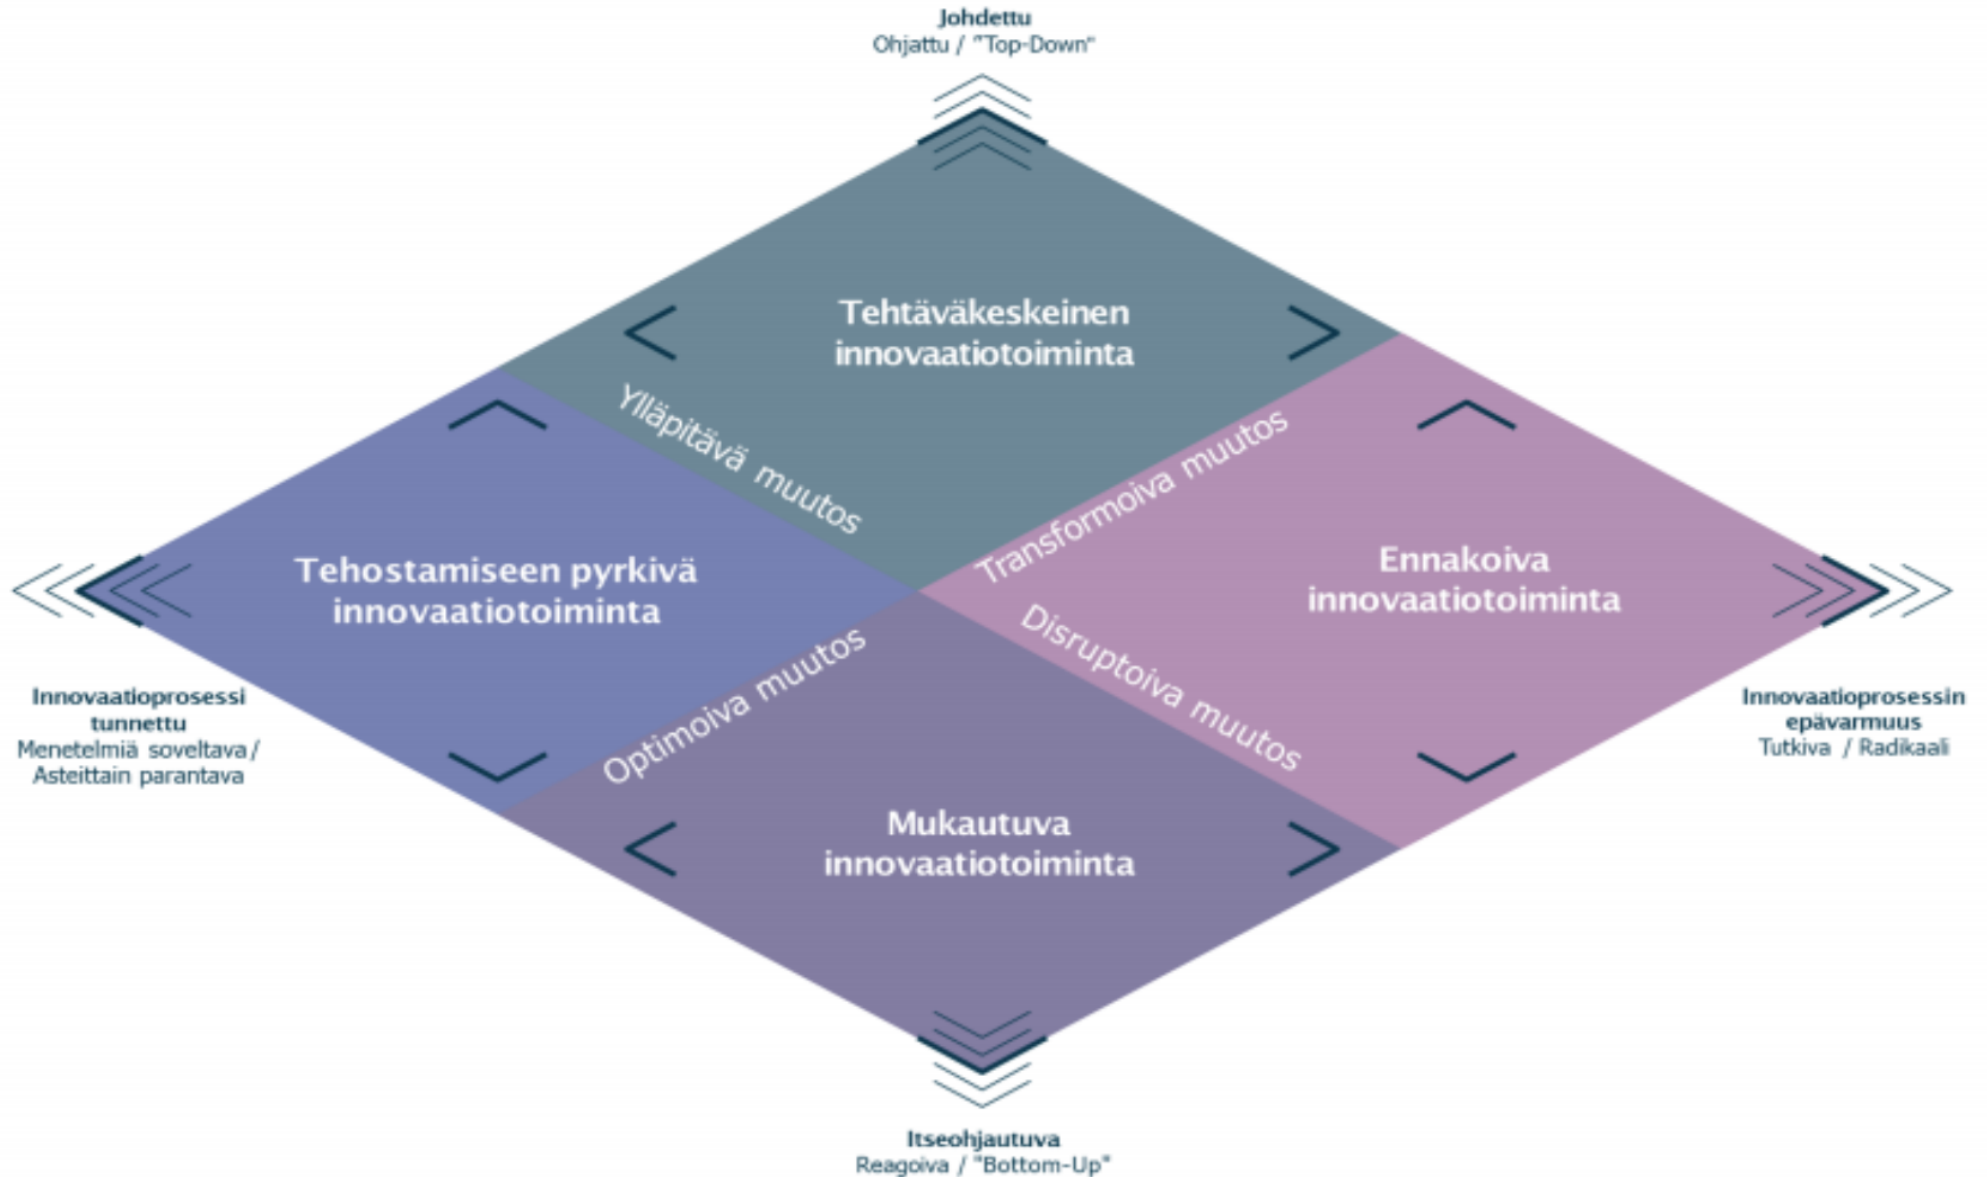 Johdettu
Ohjattu / "Top-Down"
Tehtäväkeskeinen
innovaatiotoiminta
Ylläpitävä muutos
Transformoiva muutos
Tehostamiseen pyrkivä
innovaatiotoiminta
Ennakoiva
innovaatiotoiminta
Optimoiva muutos
Disruptoiva muutos
Innovaatioprosessi
tunnettu
Menetelmiä soveltava/
Asteittain parantava
Innovaatioprosessin
epävarmuus
Tutkiva / Radikaali
Mukautuva
innovaatiotoiminta
Itseohjautuva
Reagoiva / "Bottom-Up"